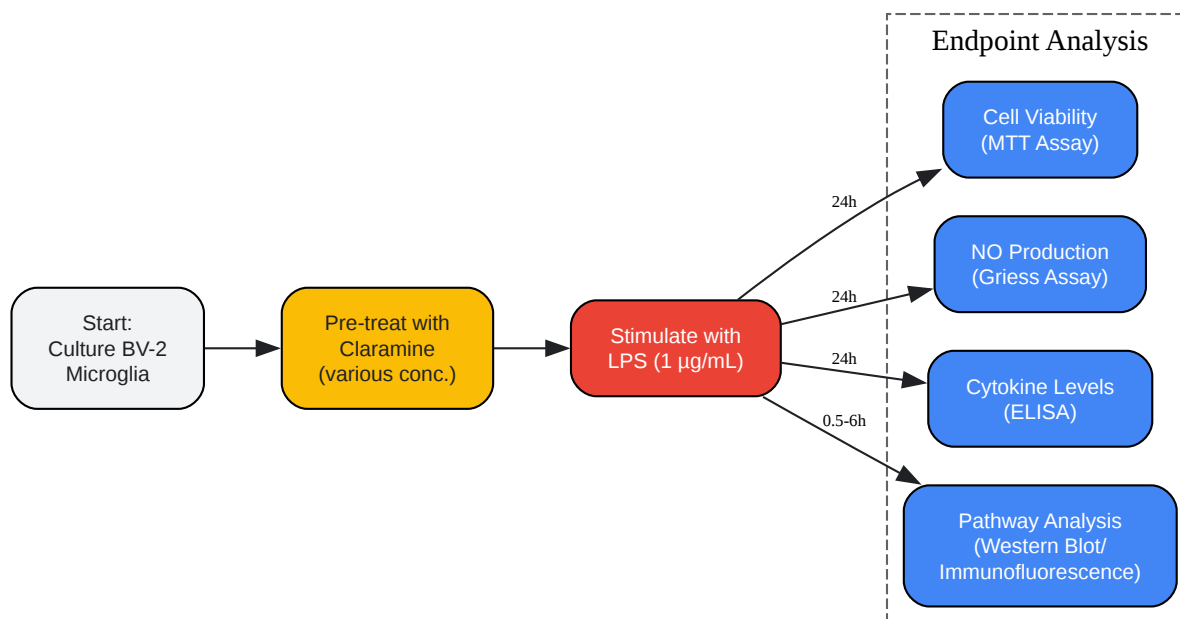 Endpoint Analysis
Cell Viability
(MTT Assay)
24h
NO Production
(Griess Assay)
24h
Start:
Culture BV-2
Microglia
Pre-treat with
Claramine
(various conc.)
Stimulate with
LPS (1 µg/mL)
24h
Cytokine Levels
(ELISA)
0.5-6h
Pathway Analysis
(Western Blot/
Immunofluorescence)